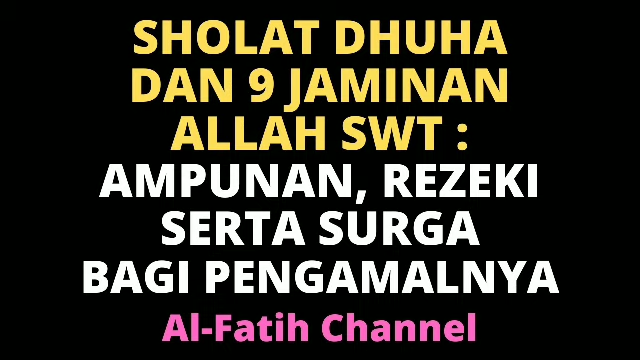 SHOLAT DHUHA
DAN 9 JAMINAN
ALLAH SWT :
AMPUNAN, REZEKI
SERTA SURGA
BAGI PENGAMALNYA
Al-Fatih Channel